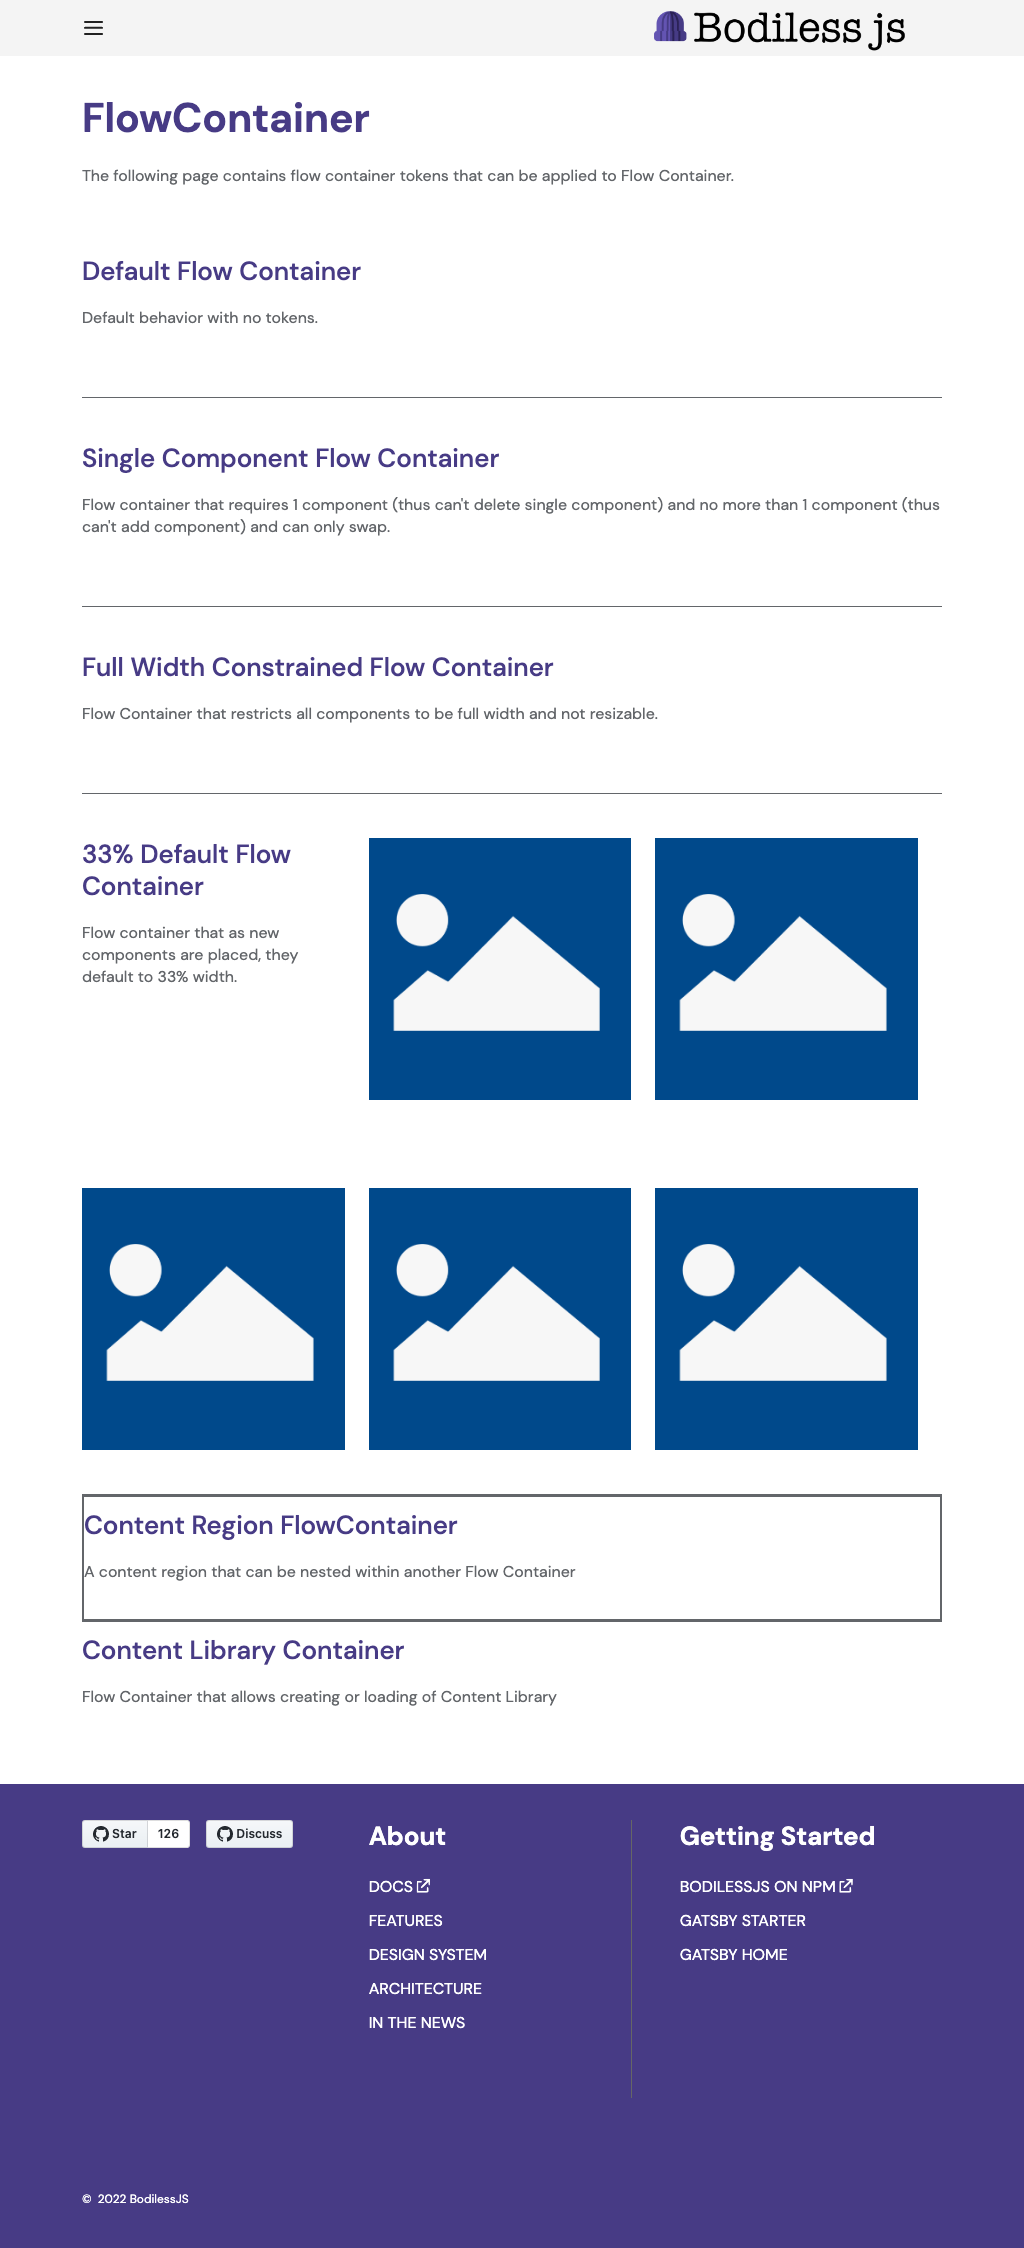 Bodiless js
FlowContainer
The following page contains flow container tokens that can be applied to Flow Container.
Default Flow Container
Default behavior with no tokens.
Single Component Flow Container
Flow container that requires 1 component (thus can't delete single component) and no more than 1 component (thus
can't add component) and can only swap.
Full Width Constrained Flow Container
Flow Container that restricts all components to be full width and not resizable.
33% Default Flow
Container
Flow container that as new
components are placed, they
default to 33% width.
Content Region FlowContainer
A content region that can be nested within another Flow Container
Content Library Container
Flow Container that allows creating or loading of Content Library
Star 126 Discuss
About
DOCS
FEATURES
DESIGN SYSTEM
ARCHITECTURE
IN THE NEWS
Getting Started
BODILESSJS ON NPM
GATSBY STARTER
GATSBY HOME
© 2022 BodilessJS